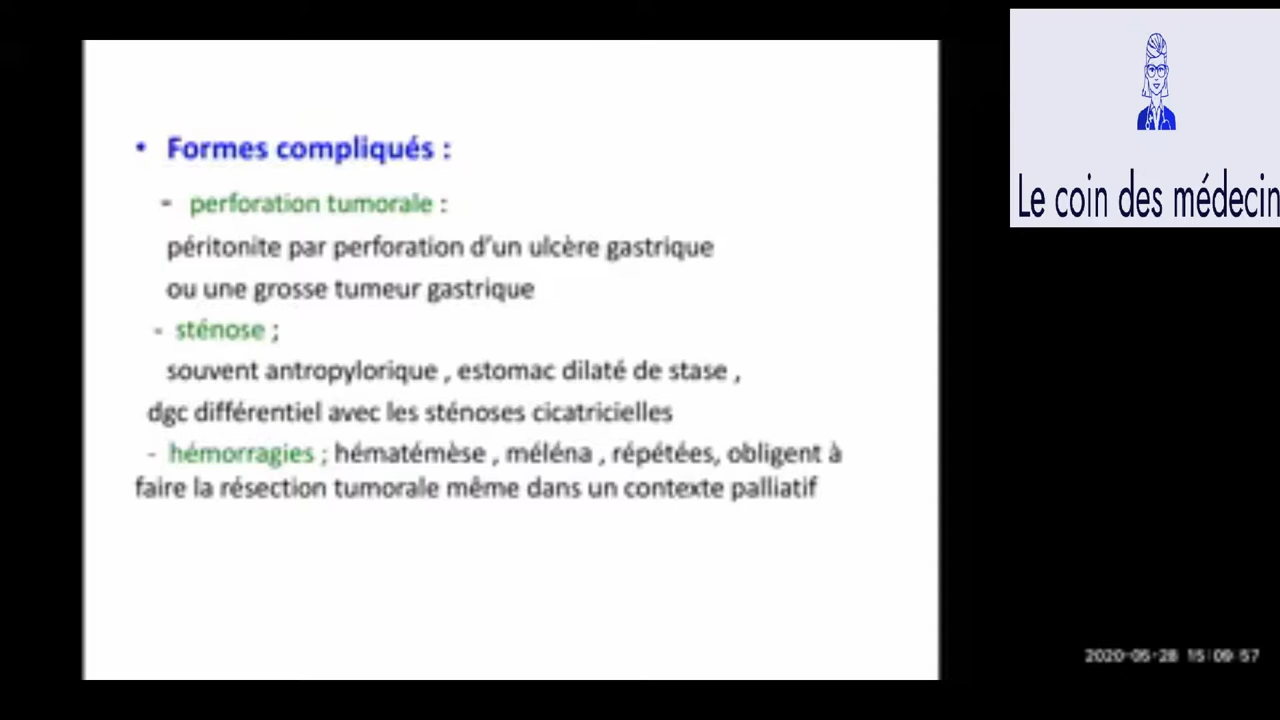 • Formes compliqués :
- perforation tumorale :
péritonite par perforation d'un ulcère gastrique
ou une grosse tumeur gastrique
- sténose ;
souvent antropylorique , estomac dilaté de stase ,
dgc différentiel avec les sténoses cicatricielles
- hémorragies ; hématémèse , méléna , répétées, obligent à
faire la résection tumorale même dans un contexte palliatif
Le coin des médecin
2020-05-28 15:09:57